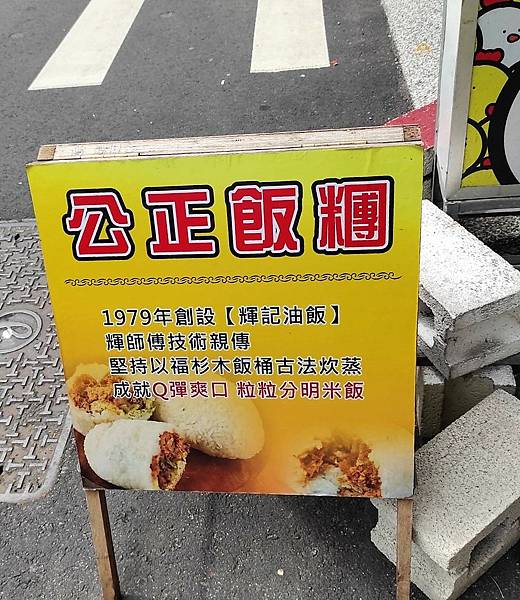 公正飯糰
1979年創設【輝記油飯】
輝師傅技術親傳
堅持以福杉木飯桶古法炊蒸
成就Q彈爽口 粒粒分明米飯